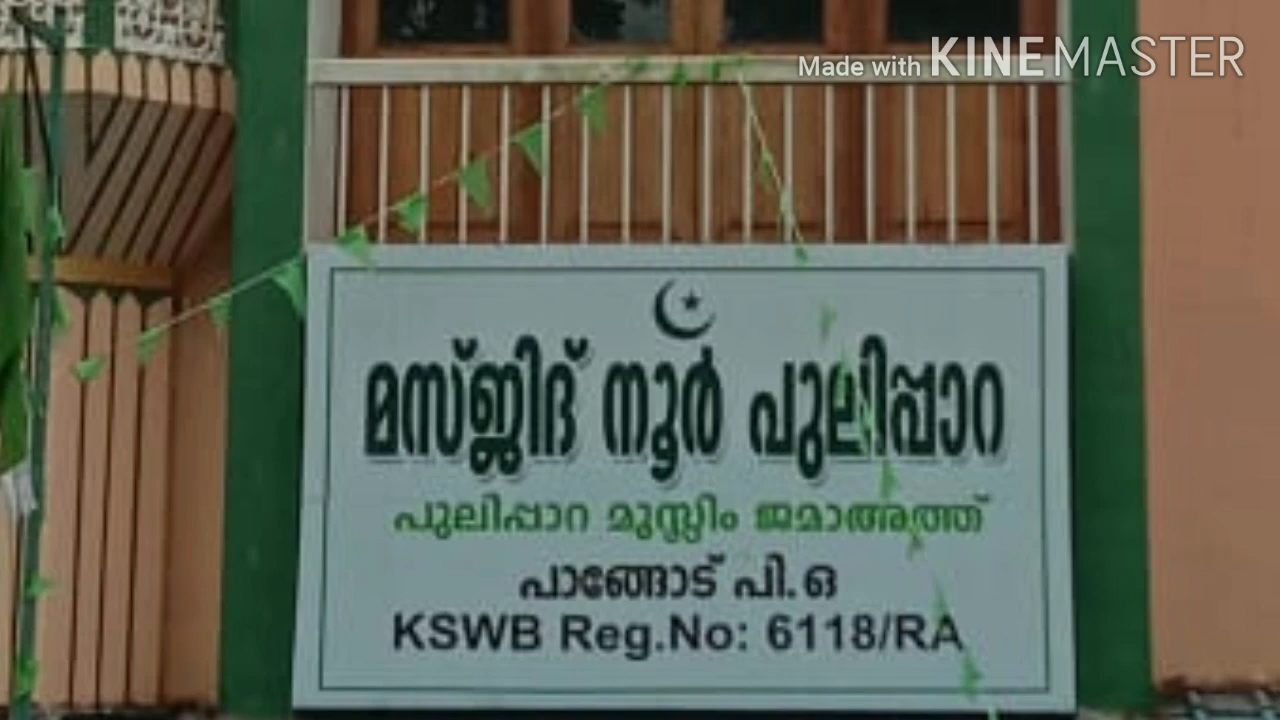 Made with KINEMASTER
മസ്ജിദ് നൂർ പുലിപ്പാറ
പുലിപ്പാറ മുസ്ലിം ജമാഅത്ത്
പാങ്ങോട് പി.ഒ
KSWB Reg.No: 6118/RA